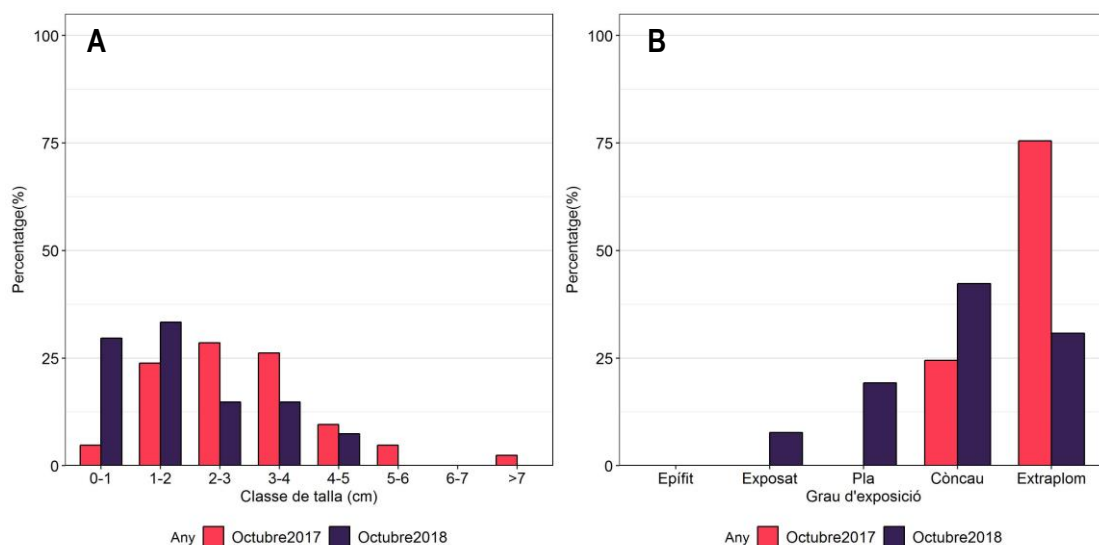 A
Percentatge(%)
100
75
50
25
0
0-1 1-2 2-3 3-4 4-5 5-6 6-7 >7
Classe de talla (cm)
Any Octubre2017 Octubre2018
B
Percentatge(%)
100
75
50
25
0
Epífit Exposat Pla Còncau Extraplom
Grau d'exposició
Any Octubre2017 Octubre2018